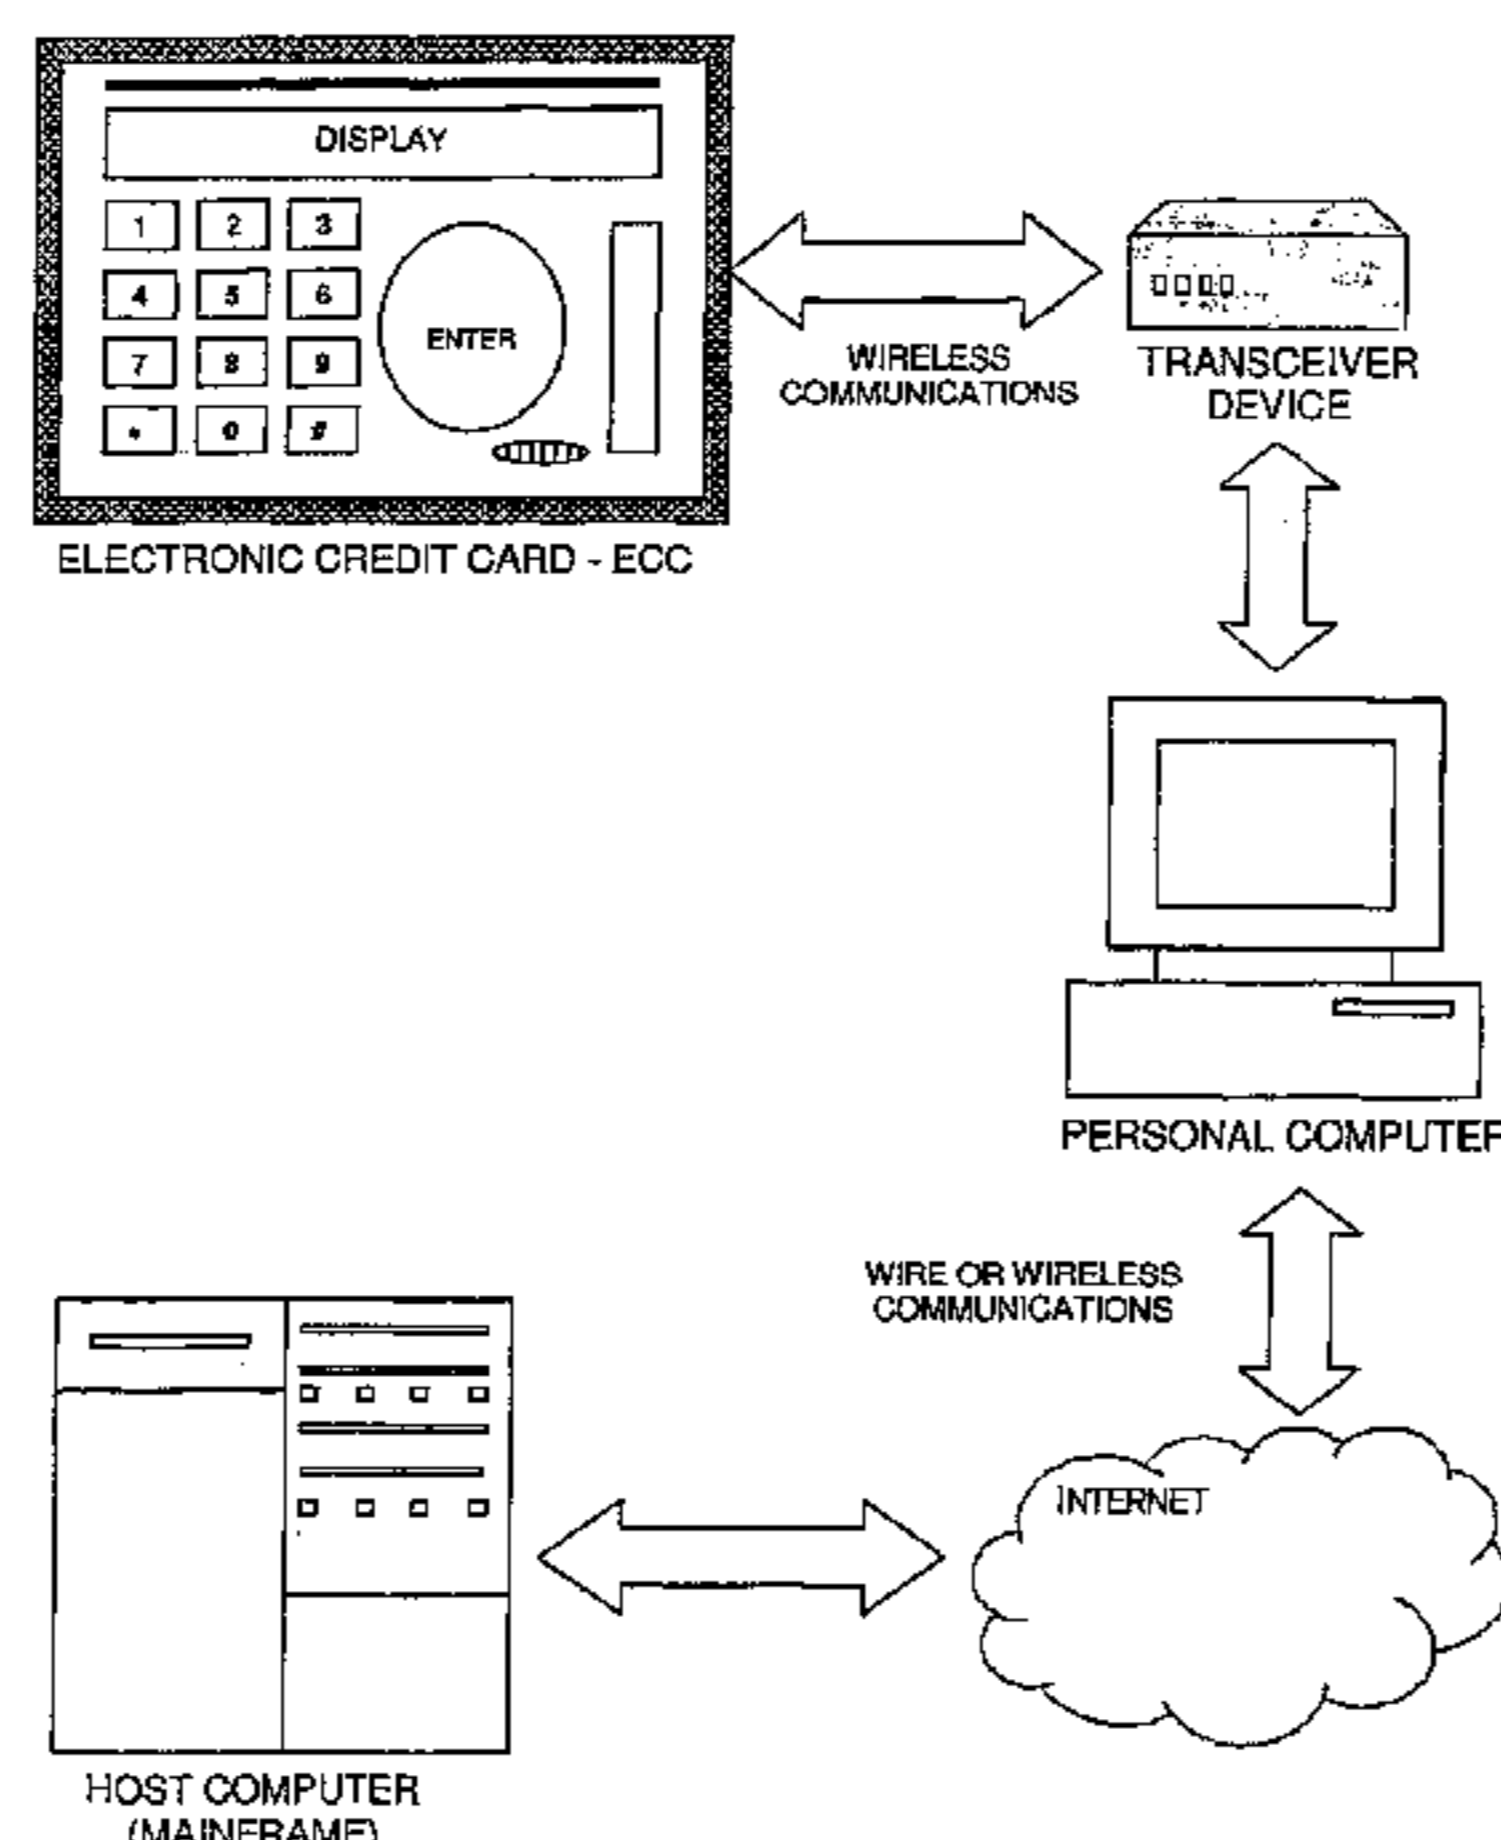 DISPLAY
1 2 3
4 5 6
7 8 9
* 0 #
ENTER
ELECTRONIC CREDIT CARD - ECC
WIRELESS
COMMUNICATIONS
TRANSCEIVER
DEVICE
PERSONAL COMPUTER
WIRE OR WIRELESS
COMMUNICATIONS
INTERNET
HOST COMPUTER
(MAINFRAME)